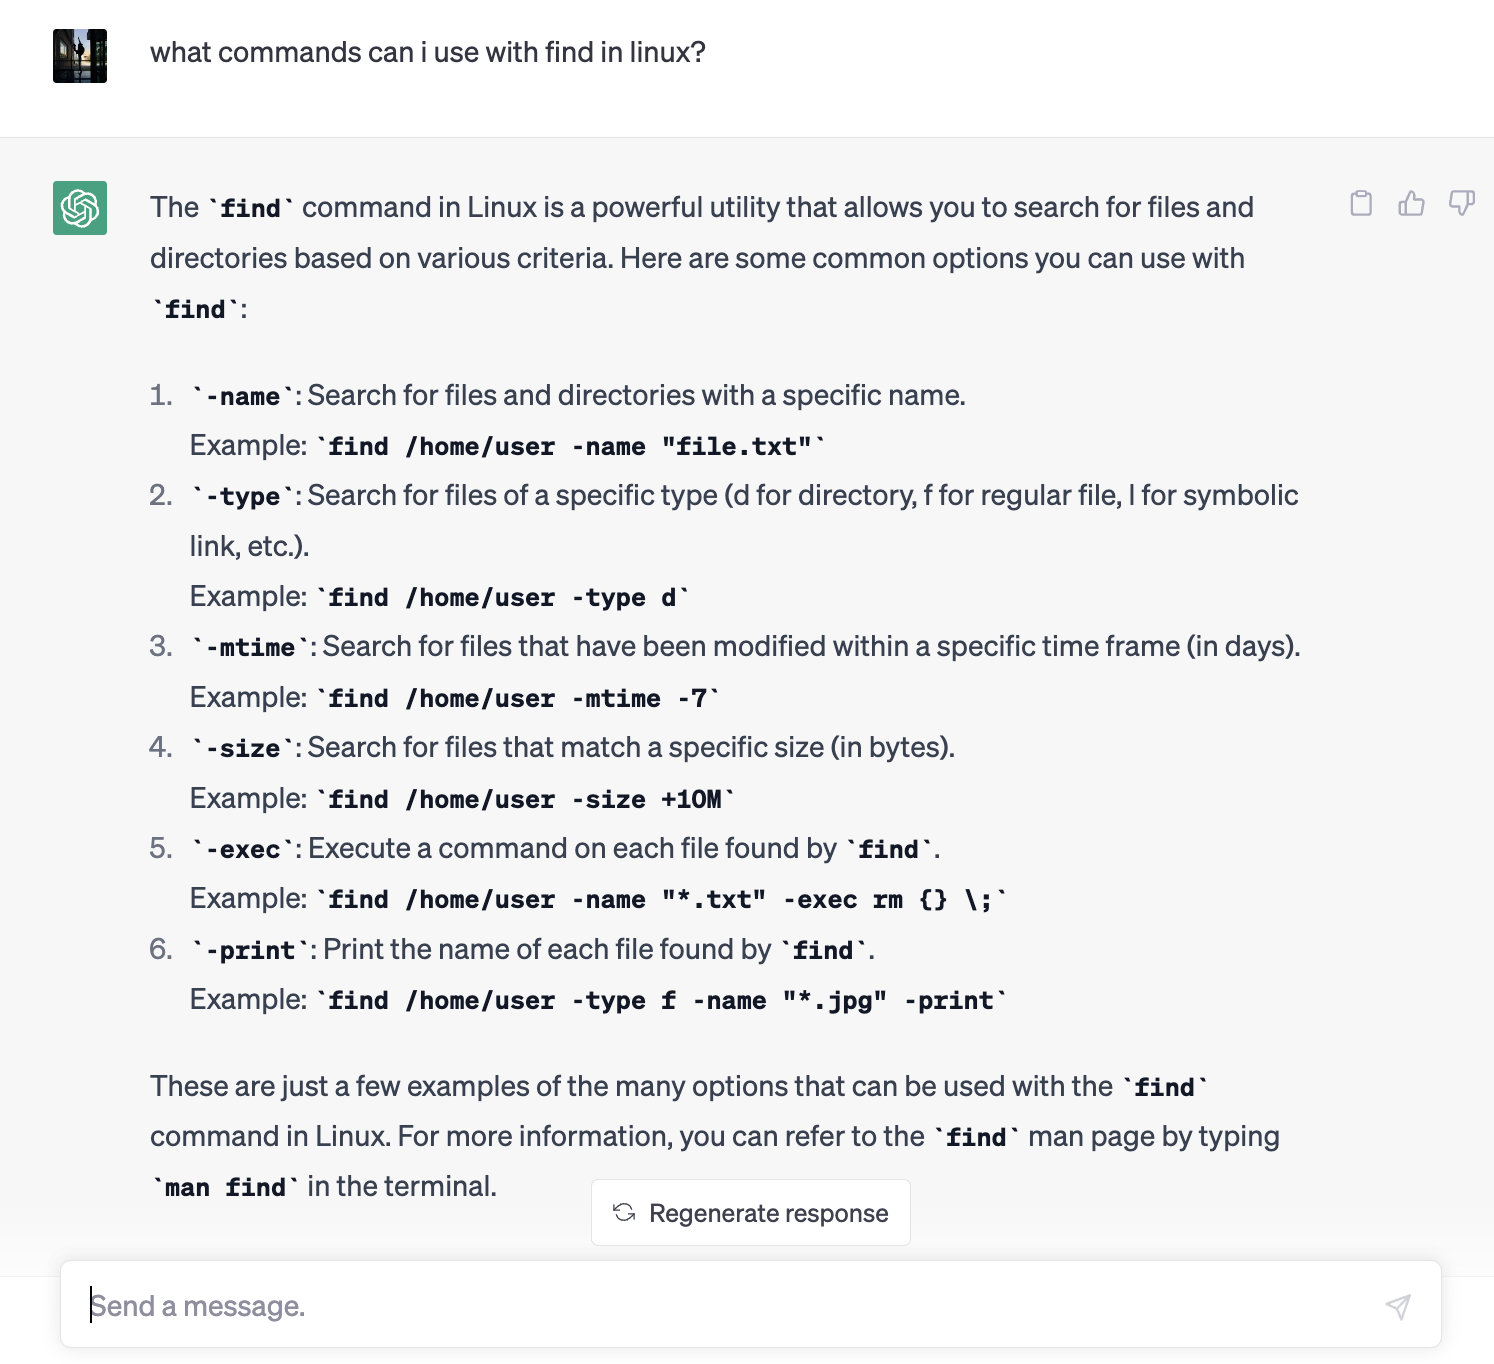 what commands can i use with find in linux?
The `find` command in Linux is a powerful utility that allows you to search for files and
directories based on various criteria. Here are some common options you can use with
`find`:
1. `-name`: Search for files and directories with a specific name.
Example: `find /home/user -name "file.txt"`
2. `-type`: Search for files of a specific type (d for directory, f for regular file, l for symbolic
link, etc.).
Example: `find /home/user -type d`
3. `-mtime`: Search for files that have been modified within a specific time frame (in days).
Example: `find /home/user -mtime -7`
4. `-size`: Search for files that match a specific size (in bytes).
Example: `find /home/user -size +10M`
5. `-exec`: Execute a command on each file found by `find`.
Example: `find /home/user -name "*.txt" -exec rm {} \;`
6. `-print`: Print the name of each file found by `find`.
Example: `find /home/user -type f -name "*.jpg" -print`
These are just a few examples of the many options that can be used with the `find`
command in Linux. For more information, you can refer to the `find` man page by typing
`man find` in the terminal.
Regenerate response
Send a message.